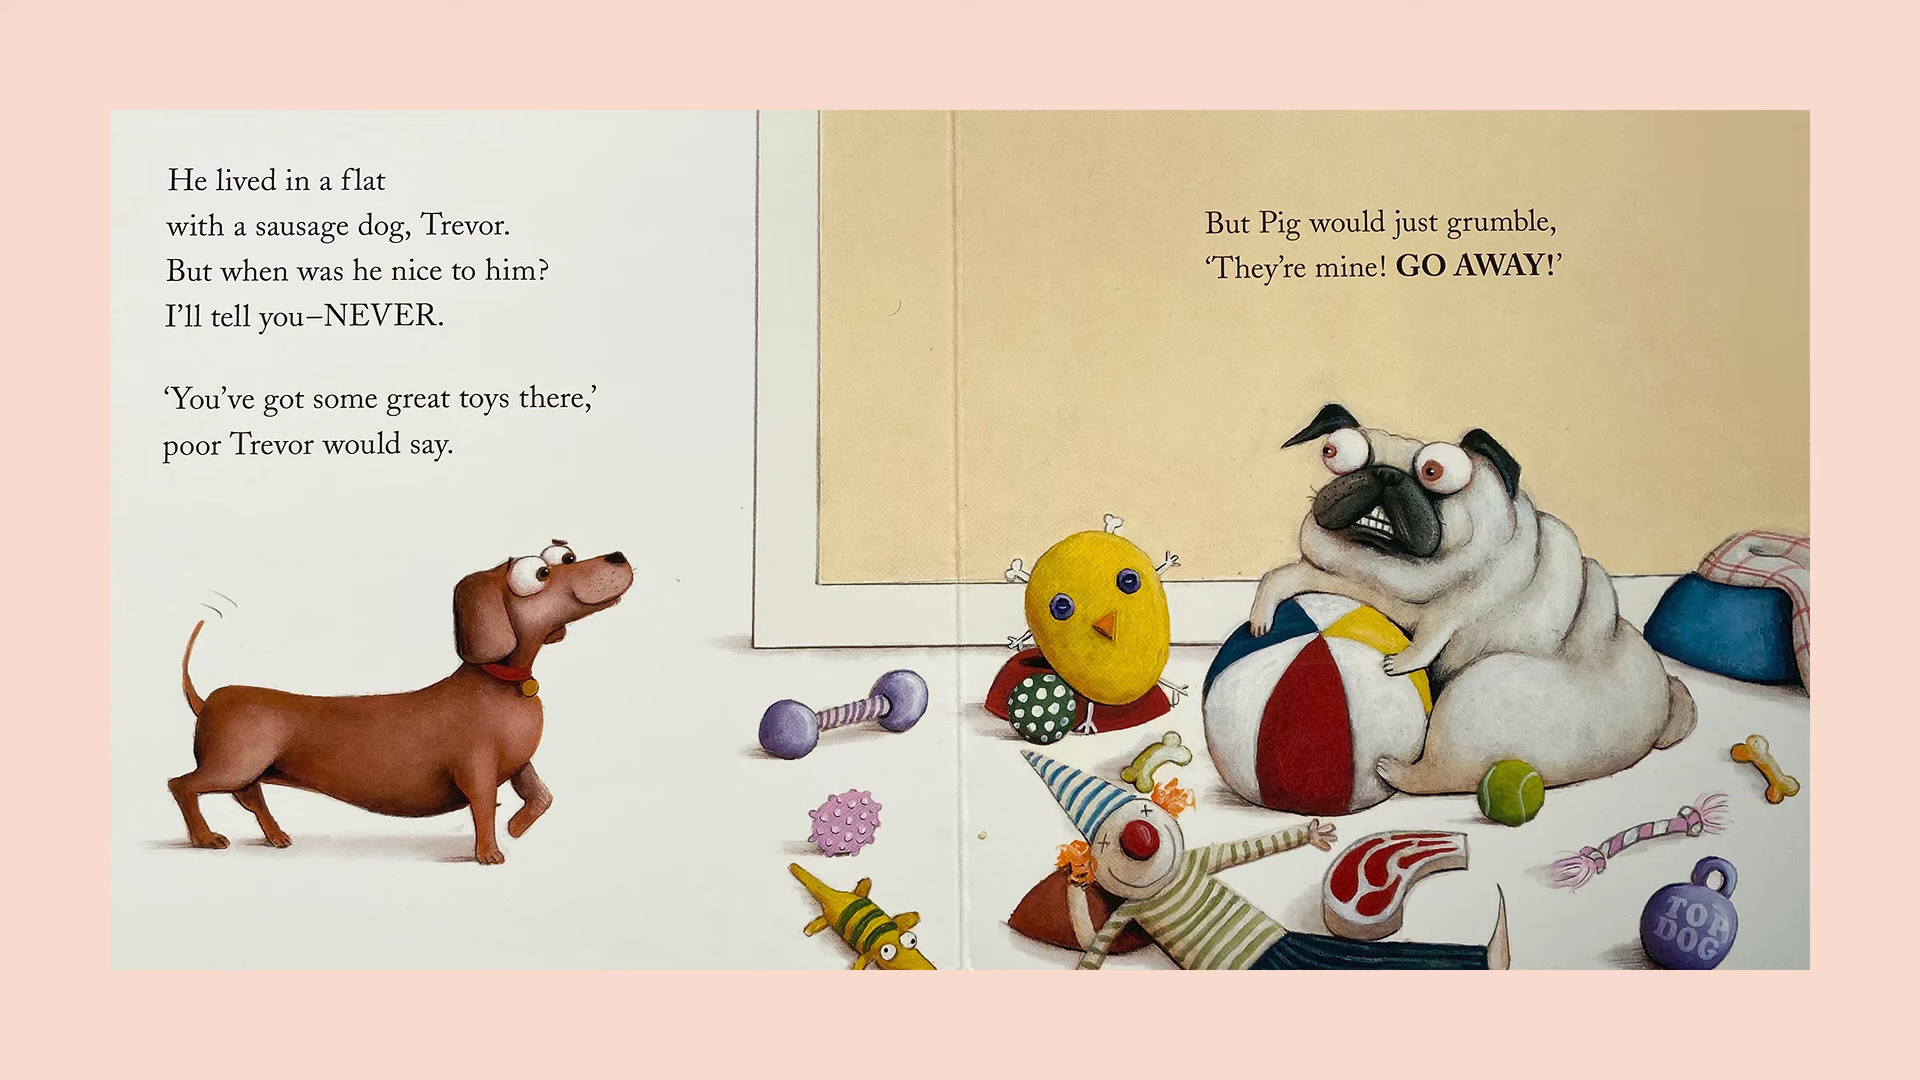 He lived in a flat
with a sausage dog, Trevor.
But when was he nice to him?
I’ll tell you–NEVER.
‘You’ve got some great toys there,’
poor Trevor would say.
But Pig would just grumble,
‘They’re mine! GO AWAY!’
TOP
DOG